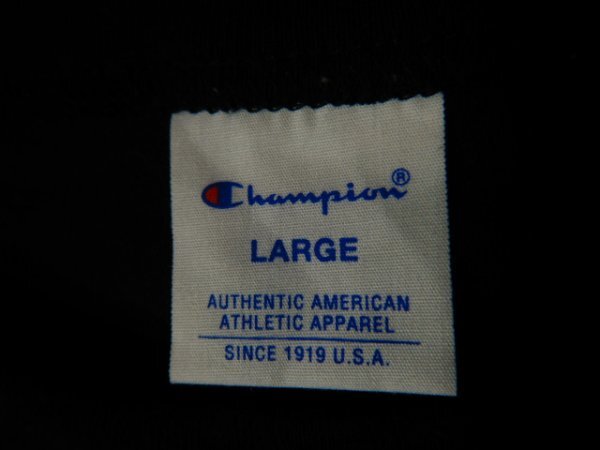 Champion®
LARGE
AUTHENTIC AMERICAN
ATHLETIC APPAREL
SINCE 1919 U.S.A.